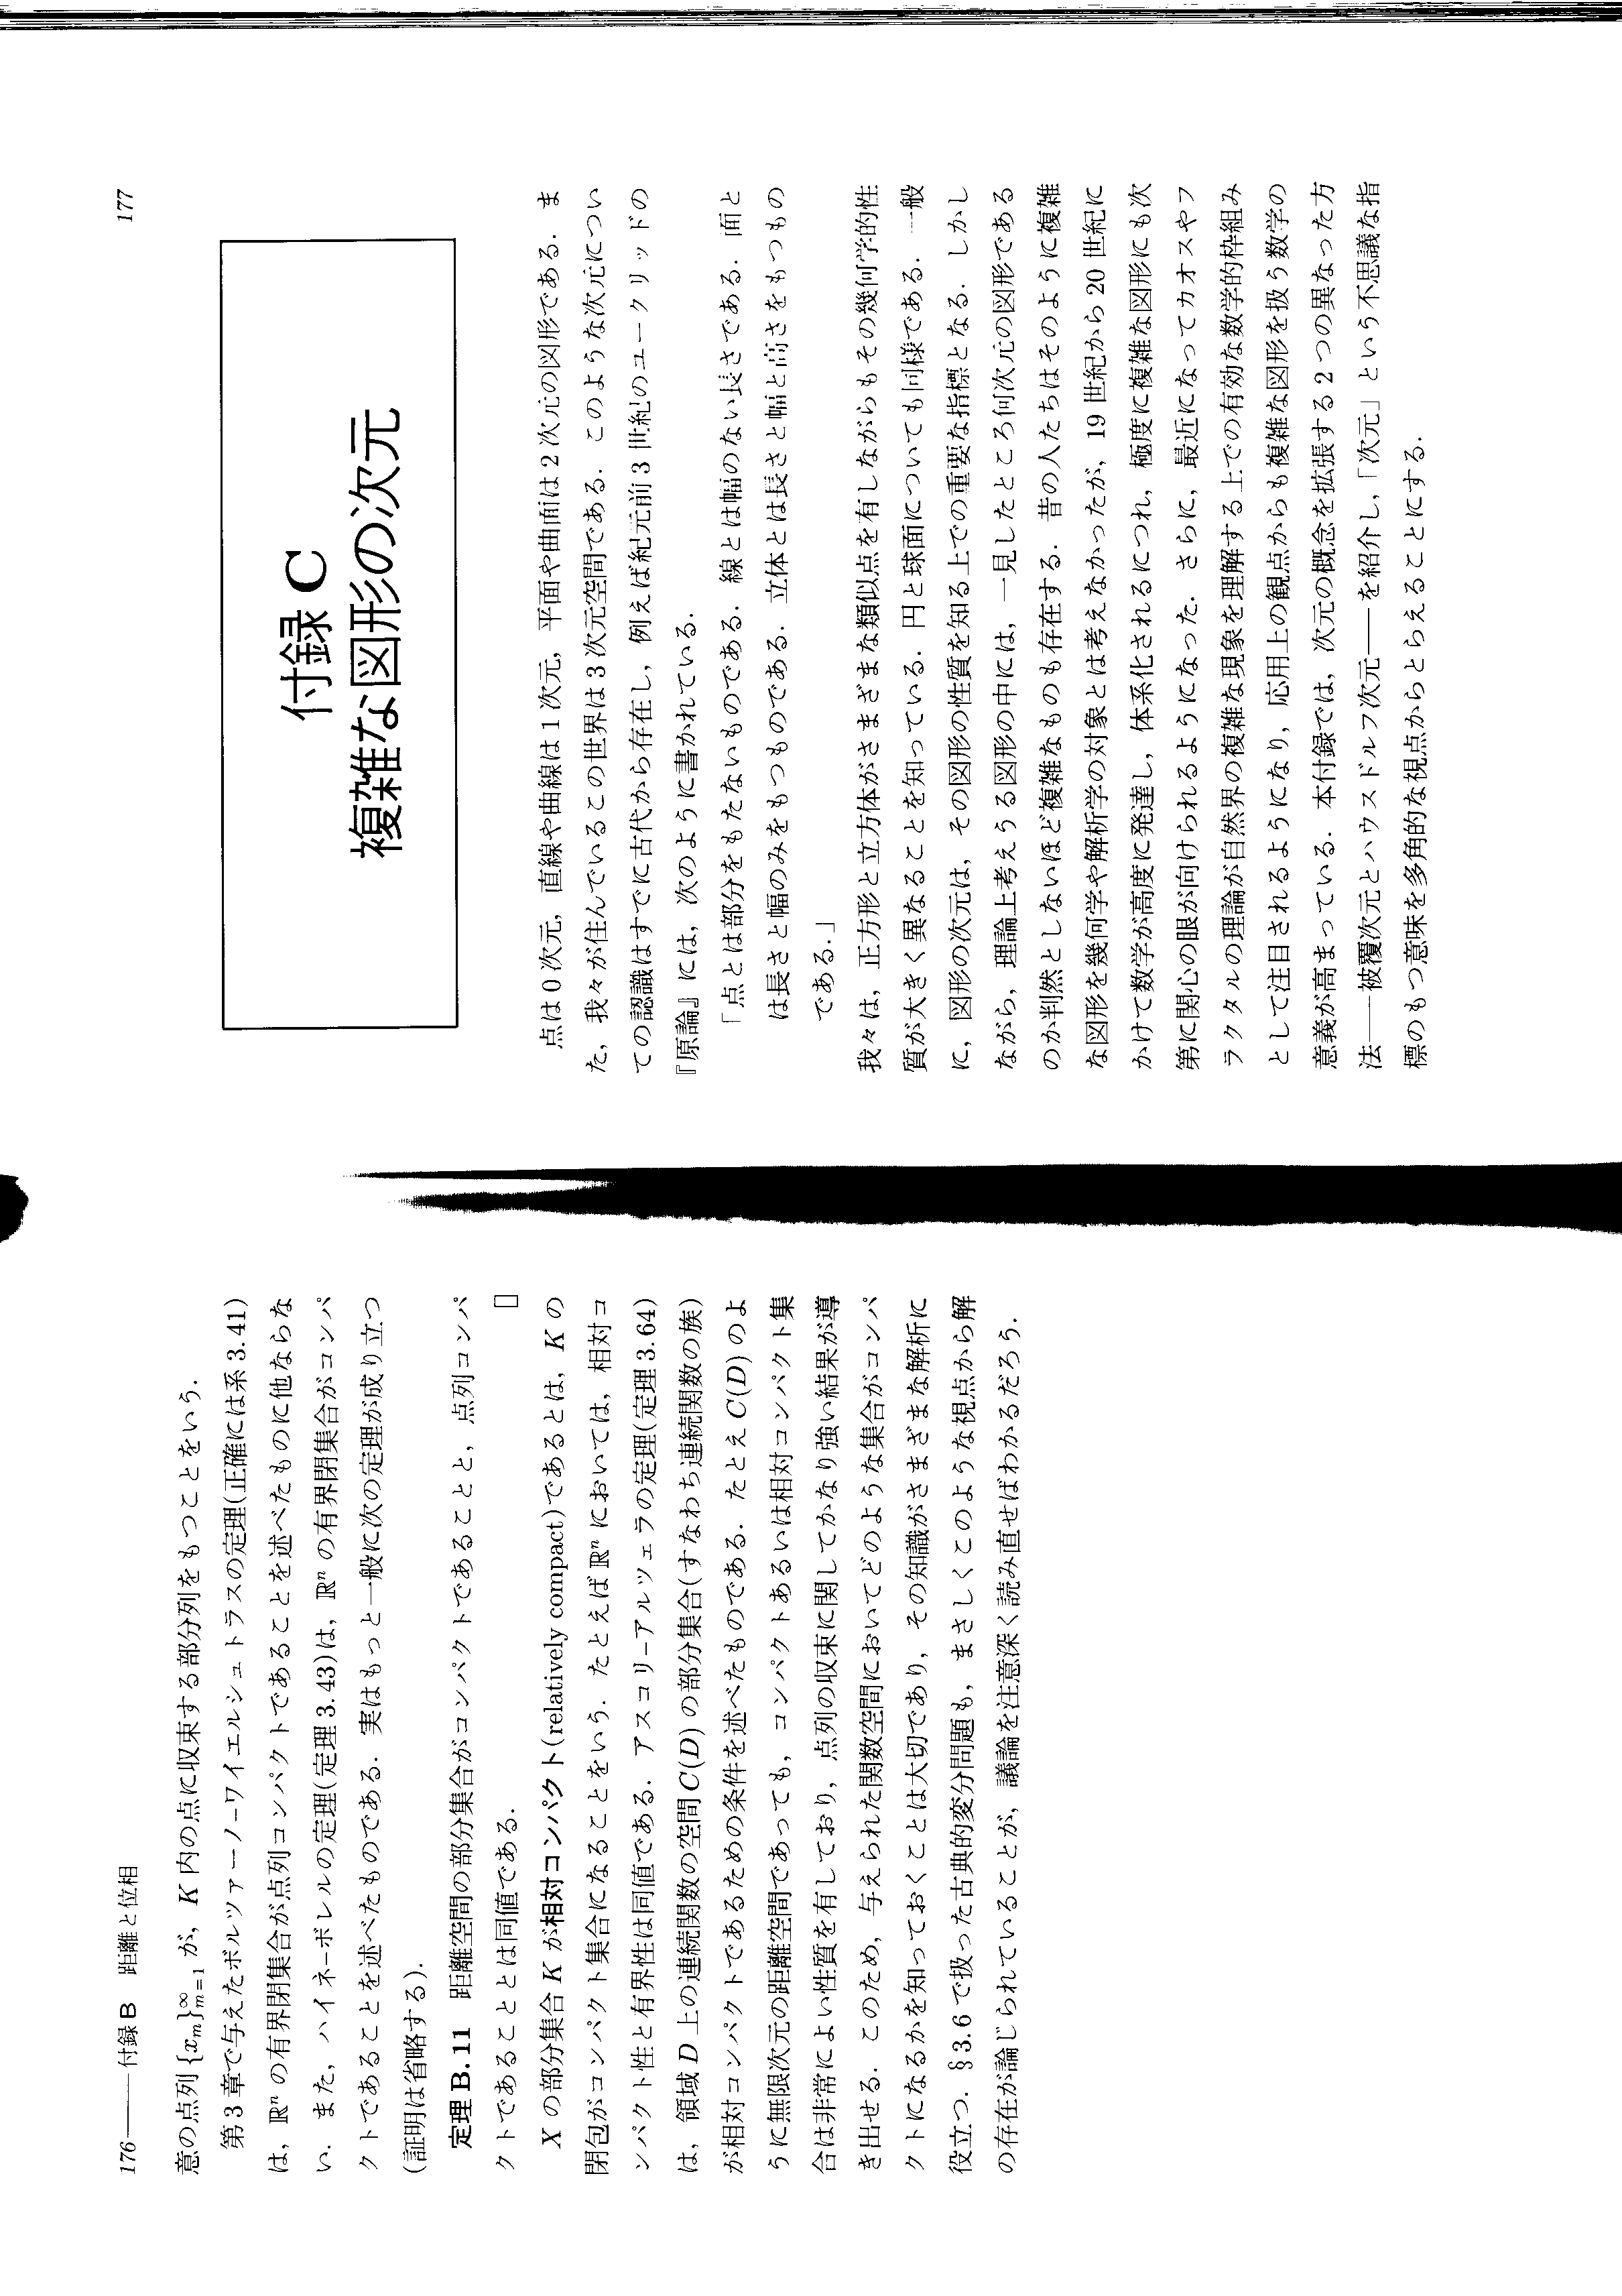 176——付録B 距離と位相
意の点列 {x_m}_{m=1}^∞ が，K 内の点に収束する部分列をもつことをいう．
第3章で与えたボルツァーノ–ワイエルシュトラスの定理(正確には系3.41)
は，ℝⁿ の有界閉集合が点列コンパクトであることを述べたものに他ならな
い．また，ハイネ–ボレルの定理(定理3.43)は，ℝⁿ の有界閉集合がコンパ
クトであることを述べたものである．実はもっと一般に次の定理が成り立つ
(証明は省略する).
定理B.11 距離空間の部分集合がコンパクトであることと，点列コンパ
クトであることとは同値である． □
X の部分集合 K が相対コンパクト(relatively compact)であるとは，K の
閉包がコンパクト集合になることをいう．たとえば ℝⁿ においては，相対コ
ンパクト性と有界性は同値である．アスコリ–アルツェラの定理(定理3.64)
は，領域 D 上の連続関数の空間 C(D) の部分集合(すなわち連続関数の族)
が相対コンパクトであるための条件を述べたものである．たとえ C(D) のよ
うに無限次元の距離空間であっても，コンパクトあるいは相対コンパクト集
合は非常によい性質を有しており，点列の収束に関してかなり強い結果が導
き出せる．このため，与えられた関数空間においてどのような集合がコンパ
クトになるかを知っておくことは大切であり，その知識がさまざまな解析に
役立つ．§3.6で扱った古典的変分問題も，まさしくこのような視点から解
の存在が論じられていることが，議論を注意深く読み直せばわかるだろう．
177
付録C
複雑な図形の次元
点は0次元，直線や曲線は1次元，平面や曲面は2次元の図形である．ま
た，我々が住んでいるこの世界は3次元空間である．このような次元につい
ての認識はすでに古代から存在し，例えば紀元前3世紀のユークリッドの
『原論』には，次のように書かれている．
「点とは部分をもたないものである．線とは幅のない長さである．面と
は長さと幅のみをもつものである．立体とは長さと幅と高さをもつもの
である．」
我々は，正方形と立方体がさまざまな類似点を有しながらもその幾何学的性
質が大きく異なることを知っている．円と球面についても同様である．一般
に，図形の次元は，その図形の性質を知る上での重要な指標となる．しかし
ながら，理論上考えうる図形の中には，一見したところ何次元の図形である
のか判然としないほど複雑なものも存在する．昔の人たちはそのように複雑
な図形を幾何学や解析学の対象とは考えなかったが，19世紀から20世紀に
かけて数学が高度に発達し，体系化されるにつれ，極度に複雑な図形にも次
第に関心の眼が向けられるようになった．さらに，最近になってカオスやフ
ラクタルの理論が自然界の複雑な現象を理解する上での有効な数学的枠組み
として注目されるようになり，応用上の観点からも複雑な図形を扱う数学の
意義が高まっている．本付録では，次元の概念を拡張する2つの異なった方
法——被覆次元とハウスドルフ次元——を紹介し，「次元」という不思議な指
標のもつ意味を多角的な視点からとらえることにする．